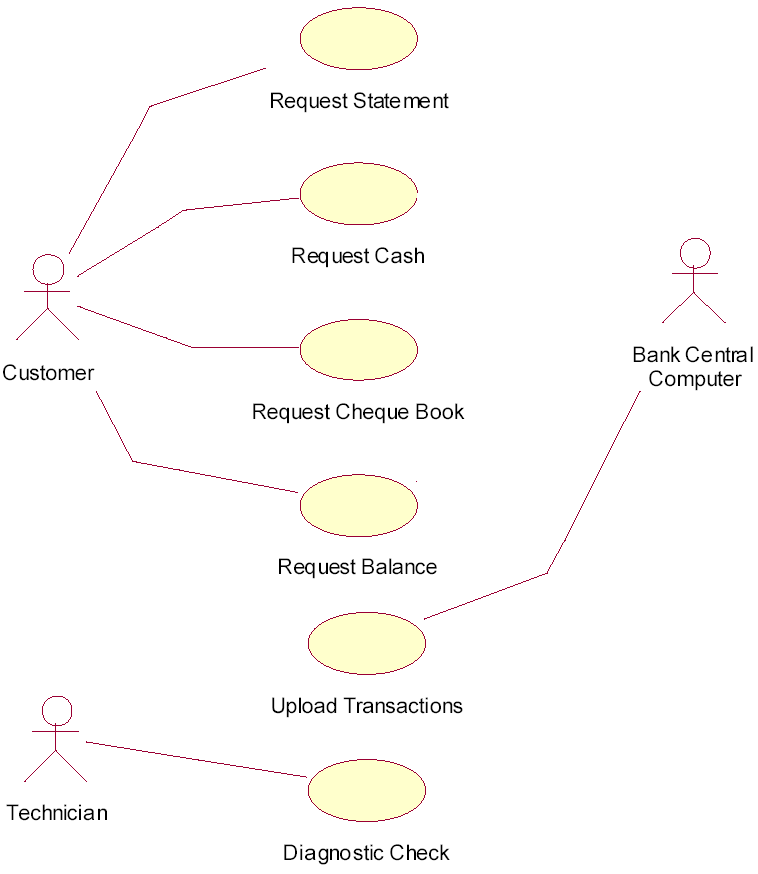 Request Statement
Request Cash
Bank Central
Computer
Customer
Request Cheque Book
Request Balance
Upload Transactions
Technician
Diagnostic Check